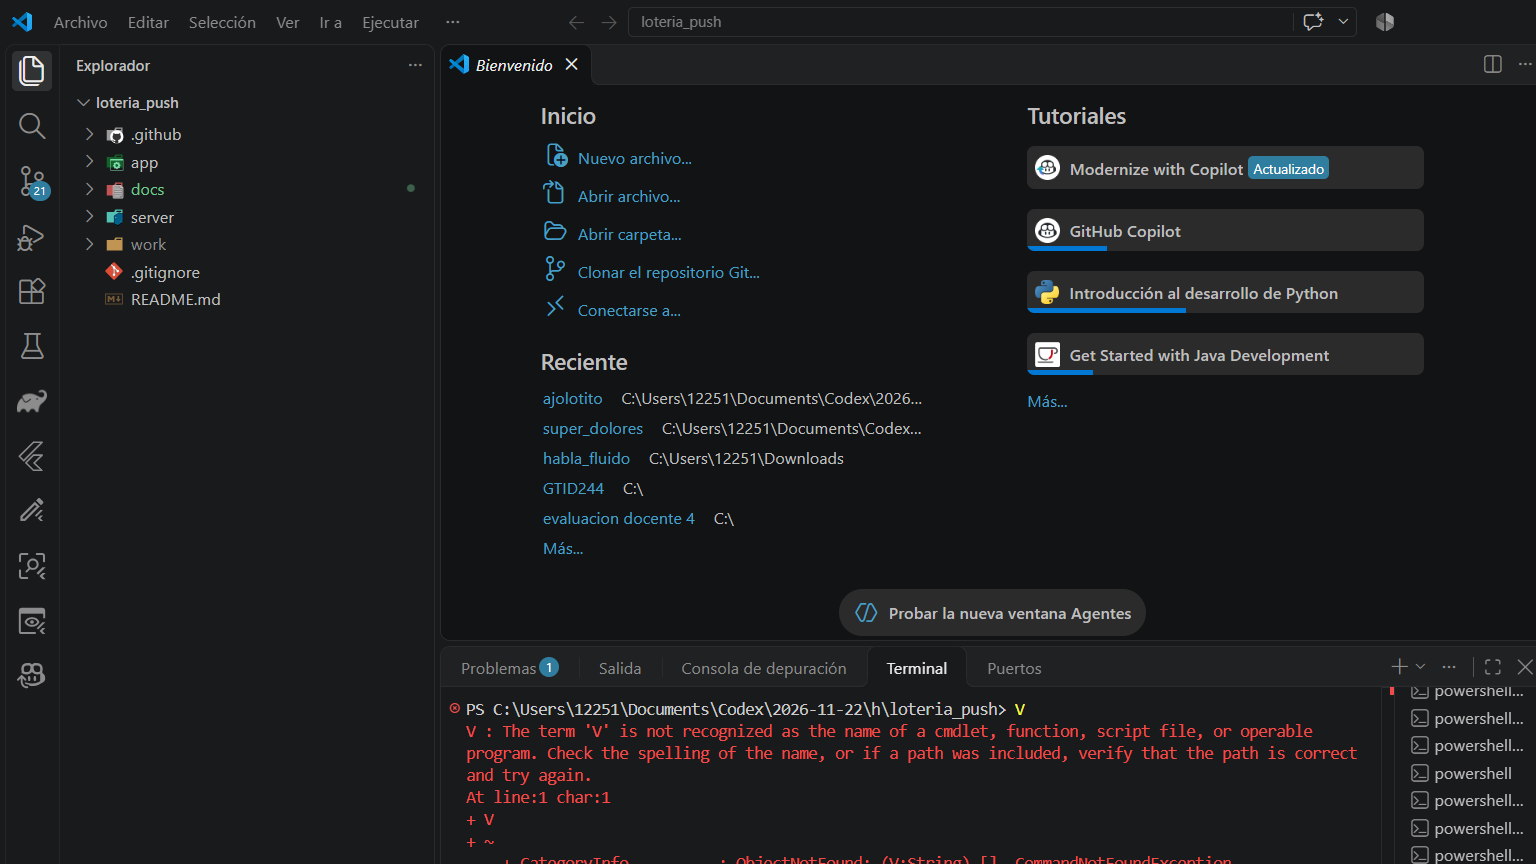 Archivo Editar Selección Ver Ir a Ejecutar ···
loteria_push
Explorador ···
loteria_push
.github
app
docs
server
work
.gitignore
README.md
21
Bienvenido
Inicio
Nuevo archivo...
Abrir archivo...
Abrir carpeta...
Clonar el repositorio Git...
Conectarse a...
Reciente
ajolotito C:\Users\12251\Documents\Codex\2026...
super_dolores C:\Users\12251\Documents\Codex...
habla_fluido C:\Users\12251\Downloads
GTID244 C:\
evaluacion docente 4 C:\
Más...
Tutoriales
Modernize with Copilot Actualizado
GitHub Copilot
Introducción al desarrollo de Python
Get Started with Java Development
Más...
Probar la nueva ventana Agentes
Problemas 1 Salida Consola de depuración Terminal Puertos
PS C:\Users\12251\Documents\Codex\2026-11-22\h\loteria_push> V
V : The term 'V' is not recognized as the name of a cmdlet, function, script file, or operable
program. Check the spelling of the name, or if a path was included, verify that the path is correct
and try again.
At line:1 char:1
+ V
+ ~
+ CategoryInfo : ObjectNotFound: (V:String) [], CommandNotFoundException
powershell...
powershell...
powershell...
powershell
powershell...
powershell...
powershell...